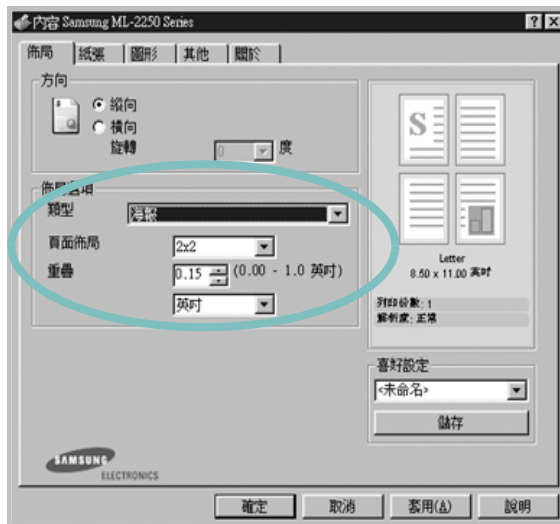 內容 Samsung ML-2250 Series
佈局 紙張 圖形 其他 關於
方向
縱向
橫向
旋轉 0 度
佈局選項
類型 海報
頁面佈局 2x2
重疊 0.15 (0.00 - 1.0 英吋)
英吋
S
Letter
8.50 x 11.00 英吋
列印份數: 1
解析度: 正常
喜好設定
<未命名>
儲存
SAMSUNG
ELECTRONICS
確定 取消 套用(A) 說明